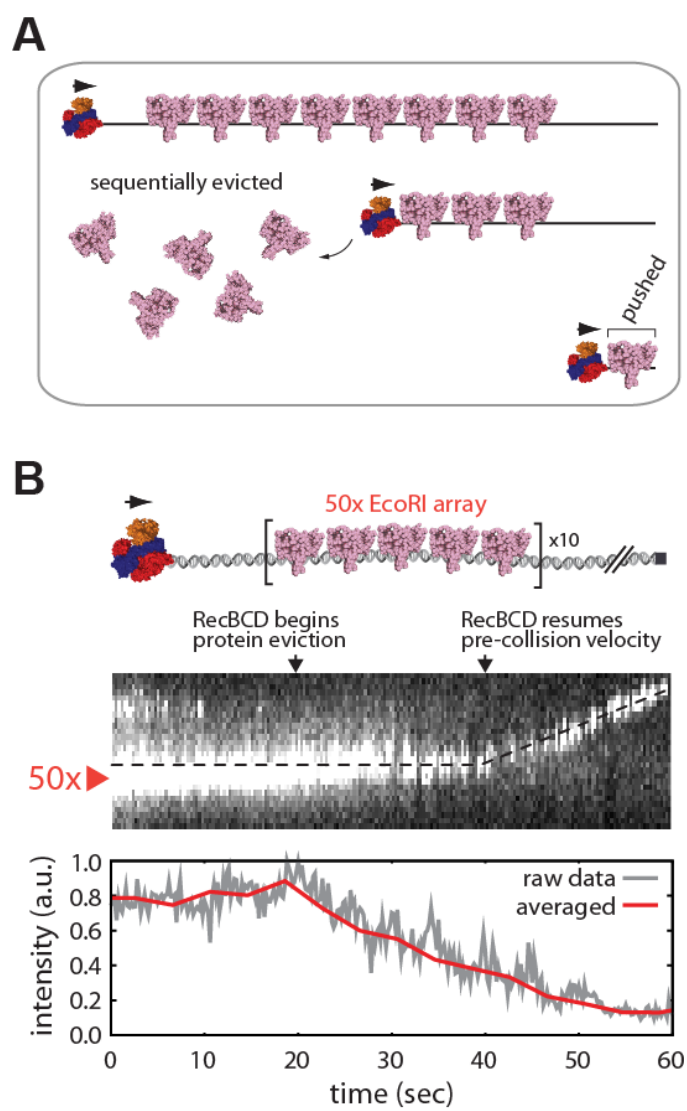 A
sequentially evicted
pushed
B
50x EcoRI array
x10
RecBCD begins
protein eviction
RecBCD resumes
pre-collision velocity
50x
intensity (a.u.)
1.0
0.8
0.6
0.4
0.2
0.0
raw data
averaged
0 10 20 30 40 50 60
time (sec)